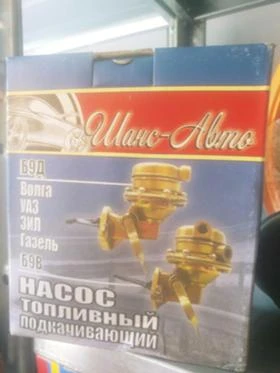 Шанс-Авто
Б9Д
Волга
УАЗ
ЗИЛ
Газель
Б9В
НАСОС
ТОПЛИВНЫЙ
подкачивающий